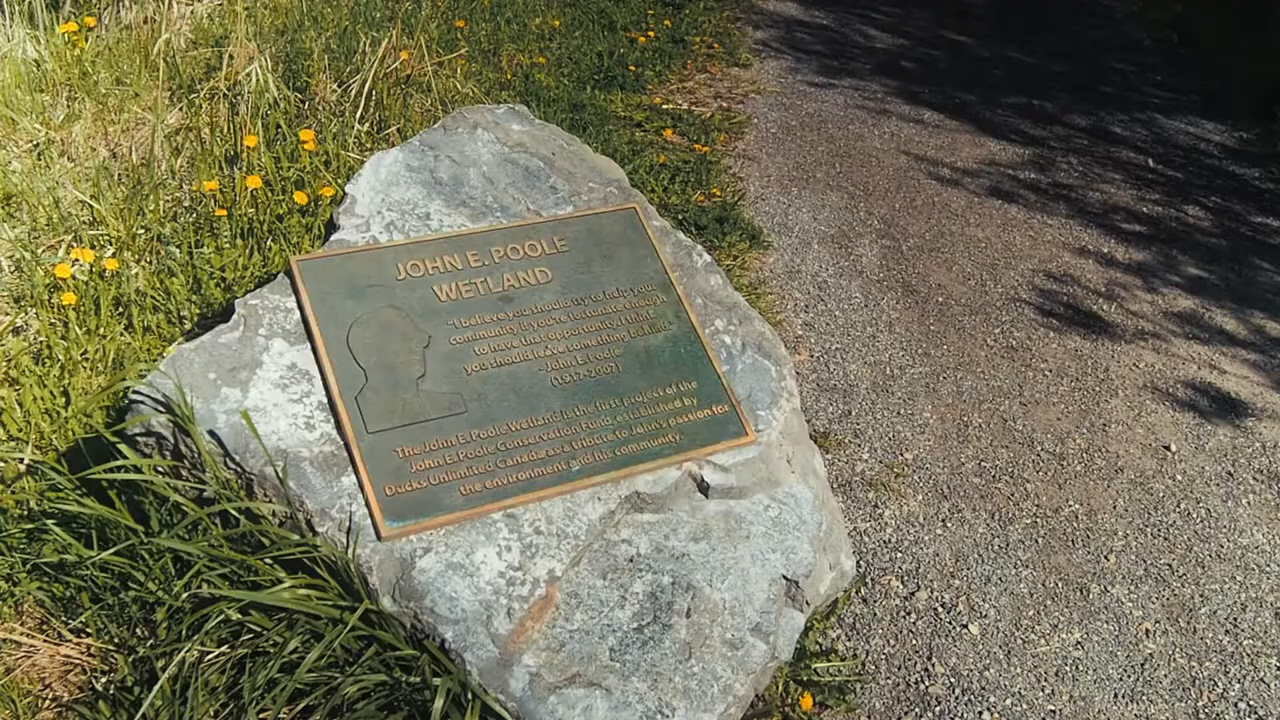 JOHN E. POOLE
WETLAND
"I believe you should try to help your
community if you're fortunate enough
to have that opportunity. I think
you should leave something behind."
- John E. Poole
(1917-2007)
The John E. Poole Wetland is the first project of the
John E. Poole Conservation Fund, established by
Ducks Unlimited Canada as a tribute to John's passion for
the environment and his community.